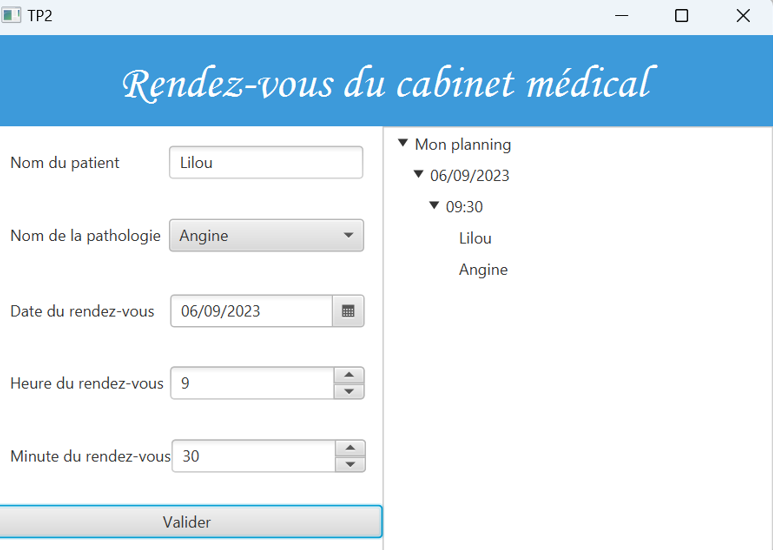 TP2
Rendez-vous du cabinet médical
Nom du patient
Lilou
Nom de la pathologie
Angine
Date du rendez-vous
06/09/2023
Heure du rendez-vous
9
Minute du rendez-vous
30
Valider
Mon planning
06/09/2023
09:30
Lilou
Angine